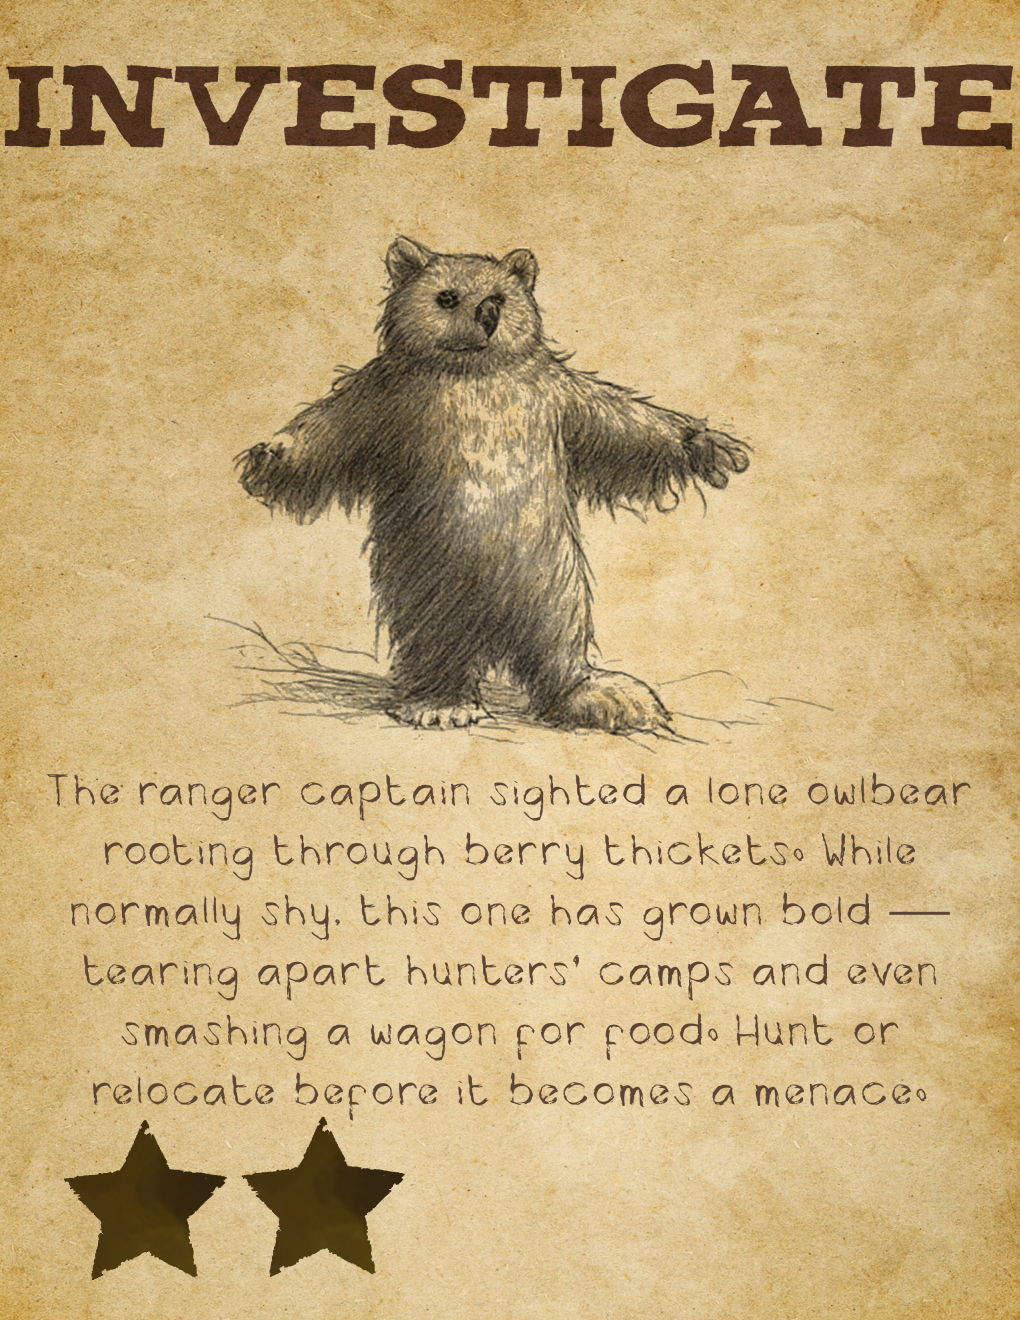 INVESTIGATE
The ranger captain sighted a lone owlbear
rooting through berry thickets. While
normally shy, this one has grown bold —
tearing apart hunters' camps and even
smashing a wagon for food. Hunt or
relocate before it becomes a menace.